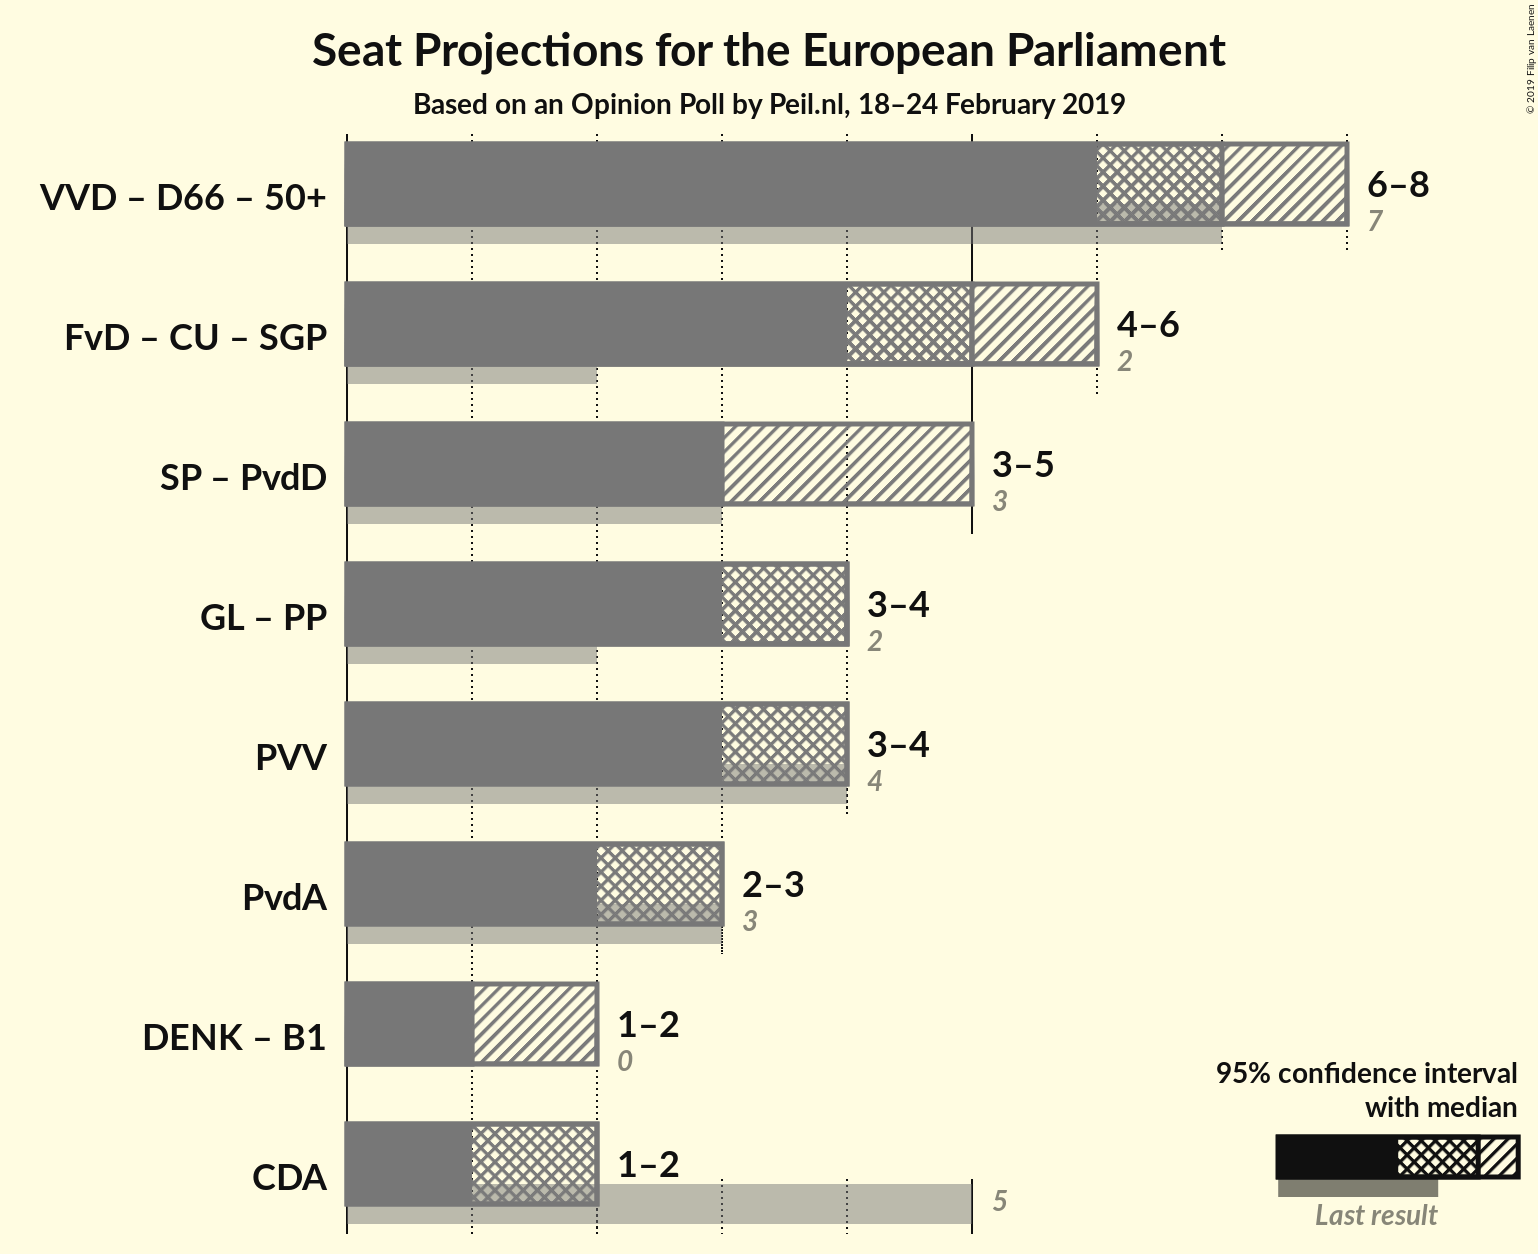 Seat Projections for the European Parliament
Based on an Opinion Poll by Peil.nl, 18–24 February 2019
© 2019 Filip van Laenen
VVD – D66 – 50+
6–8
7
FvD – CU – SGP
4–6
2
SP – PvdD
3–5
3
GL – PP
3–4
2
PVV
3–4
4
PvdA
2–3
3
DENK – B1
1–2
0
CDA
1–2
5
95% confidence interval
with median
Last result